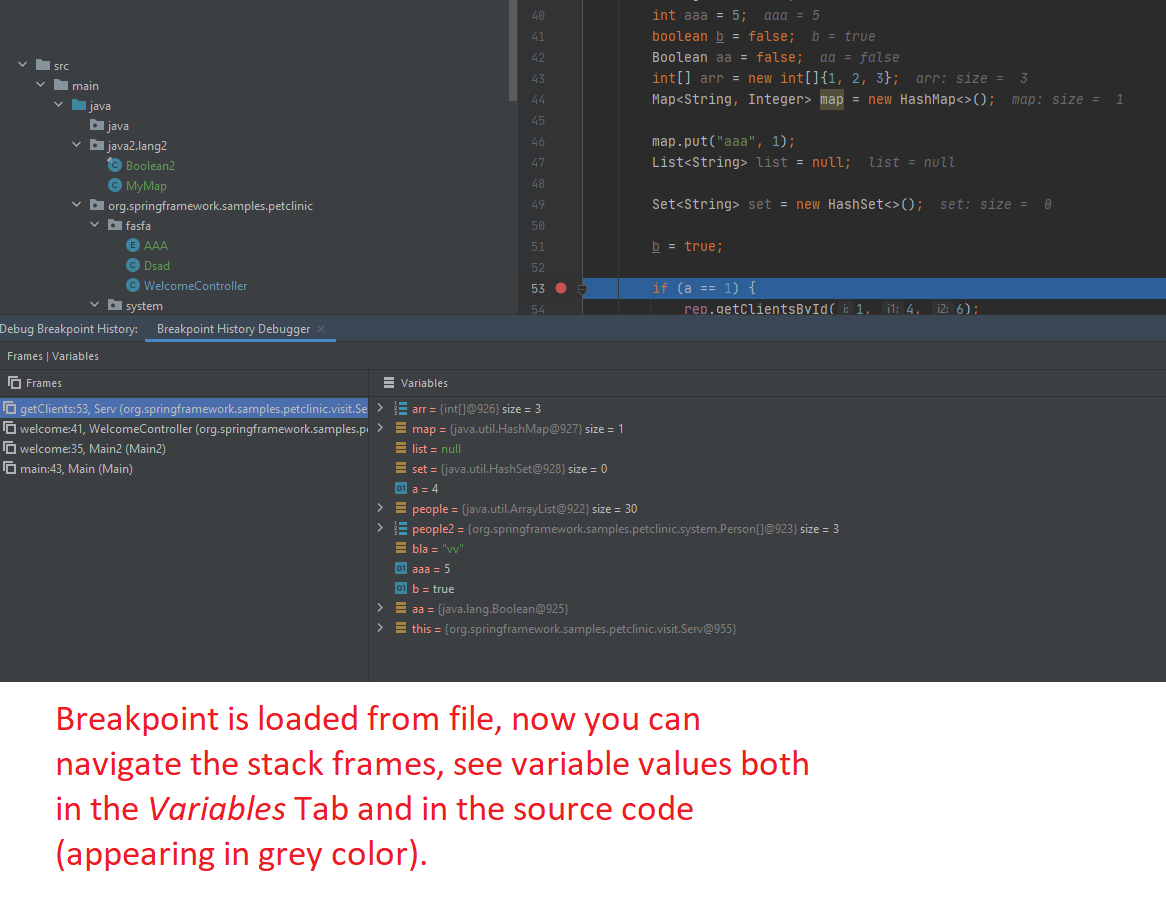 src
main
java
java
java2.lang2
Boolean2
MyMap
org.springframework.samples.petclinic
fasfa
AAA
Dsad
WelcomeController
system
40 int aaa = 5; aaa = 5
41 boolean b = false; b = true
42 Boolean aa = false; aa = false
43 int[] arr = new int[]{1, 2, 3}; arr: size = 3
44 Map<String, Integer> map = new HashMap<>(); map: size = 1
45
46 map.put("aaa", 1);
47 List<String> list = null; list = null
48
49 Set<String> set = new HashSet<>(); set: size = 0
50
51 b = true;
52
53 if (a == 1) {
54 rep.getClientsById( i: 1, i1: 4, i2: 6);
Debug Breakpoint History: Breakpoint History Debugger
Frames | Variables
Frames
getClients:53, Serv (org.springframework.samples.petclinic.visit.Se
welcome:41, WelcomeController (org.springframework.samples.p
welcome:35, Main2 (Main2)
main:43, Main (Main)
Variables
arr = {int[]@926} size = 3
map = {java.util.HashMap@927} size = 1
list = null
set = {java.util.HashSet@928} size = 0
a = 4
people = {java.util.ArrayList@922} size = 30
people2 = {org.springframework.samples.petclinic.system.Person[]@923} size = 3
bla = "vv"
aaa = 5
b = true
aa = {java.lang.Boolean@925}
this = {org.springframework.samples.petclinic.visit.Serv@955}
Breakpoint is loaded from file, now you can
navigate the stack frames, see variable values both
in the Variables Tab and in the source code
(appearing in grey color).